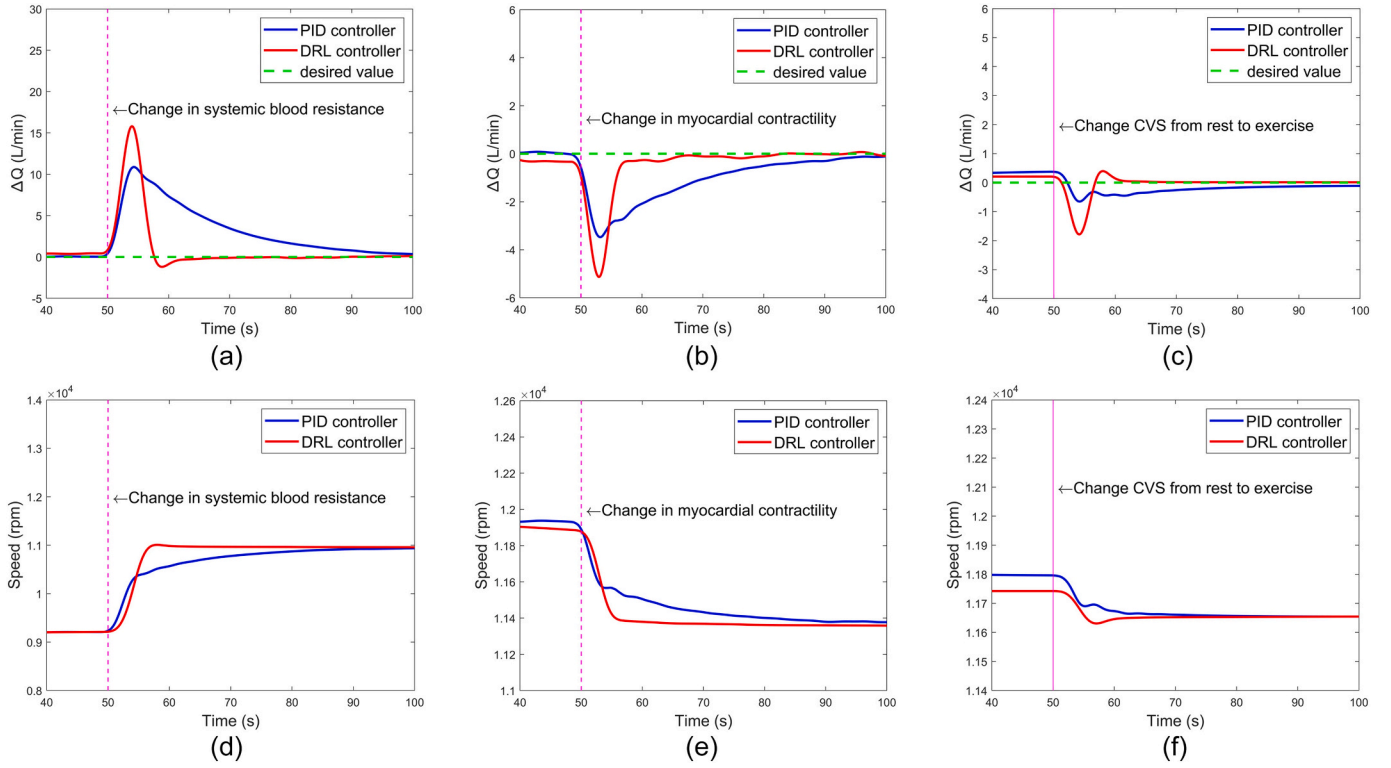 30
25
20
15
10
5
0
-5
ΔQ (L/min)
PID controller
DRL controller
desired value
←Change in systemic blood resistance
40 50 60 70 80 90 100
Time (s)
(a)
6
4
2
0
-2
-4
-6
ΔQ (L/min)
PID controller
DRL controller
desired value
←Change in myocardial contractility
40 50 60 70 80 90 100
Time (s)
(b)
6
5
4
3
2
1
0
-1
-2
-3
-4
ΔQ (L/min)
PID controller
DRL controller
desired value
←Change CVS from rest to exercise
40 50 60 70 80 90 100
Time (s)
(c)
×10⁴
1.4
1.3
1.2
1.1
1
0.9
0.8
Speed (rpm)
PID controller
DRL controller
←Change in systemic blood resistance
40 50 60 70 80 90 100
Time (s)
(d)
×10⁴
1.26
1.24
1.22
1.2
1.18
1.16
1.14
1.12
1.1
Speed (rpm)
PID controller
DRL controller
←Change in myocardial contractility
40 50 60 70 80 90 100
Time (s)
(e)
×10⁴
1.24
1.23
1.22
1.21
1.2
1.19
1.18
1.17
1.16
1.15
1.14
Speed (rpm)
PID controller
DRL controller
←Change CVS from rest to exercise
40 50 60 70 80 90 100
Time (s)
(f)